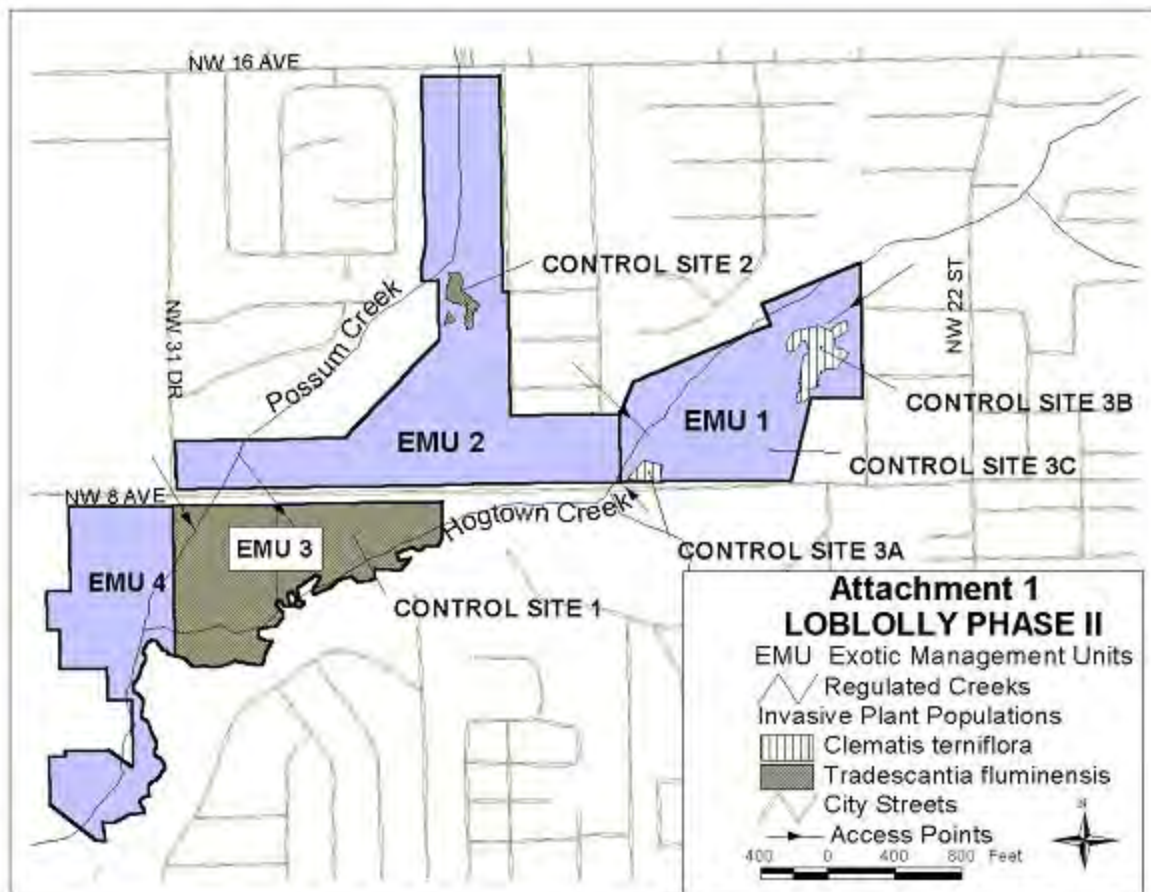 NW 16 AVE
CONTROL SITE 2
NW 31 DR
Possum Creek
NW 22 ST
CONTROL SITE 3B
EMU 2
EMU 1
CONTROL SITE 3C
NW 8 AVE
Hogtown Creek
EMU 3
CONTROL SITE 3A
EMU 4
CONTROL SITE 1
Attachment 1
LOBLOLLY PHASE II
EMU Exotic Management Units
Regulated Creeks
Invasive Plant Populations
Clematis terniflora
Tradescantia fluminensis
City Streets
Access Points
N
400 0 400 800 Feet